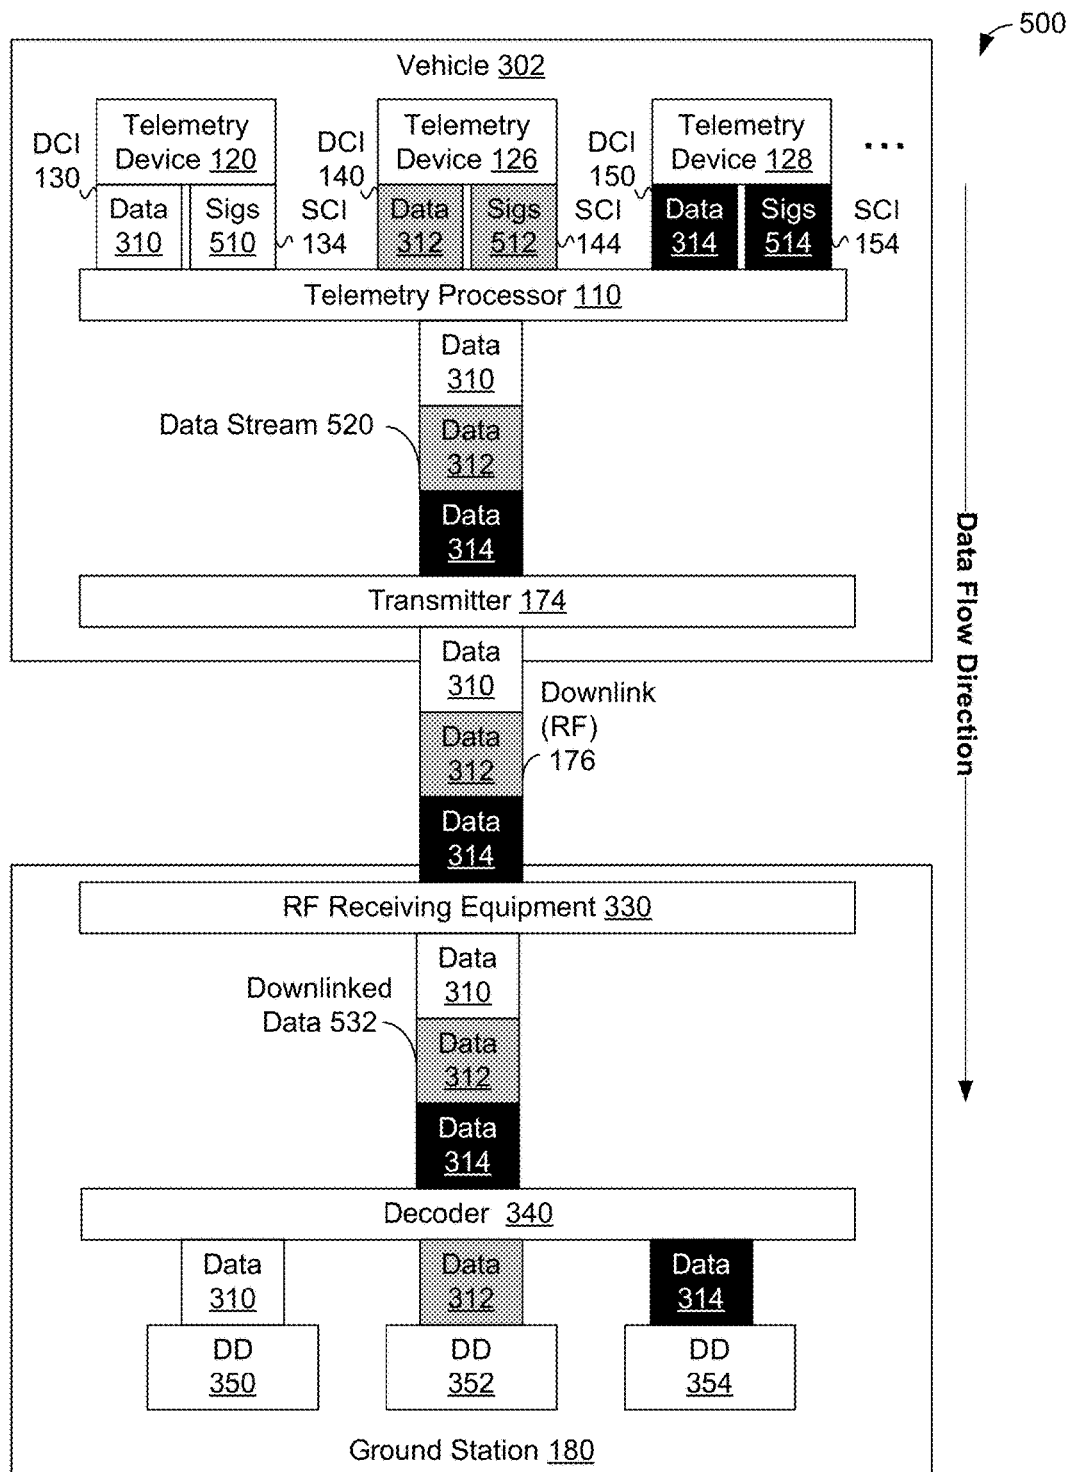 500
Vehicle 302
Telemetry
Device 120
Telemetry
Device 126
Telemetry
Device 128
...
DCI
130
Data
310
Sigs
510
SCI
134
DCI
140
Data
312
Sigs
512
SCI
144
DCI
150
Data
314
Sigs
514
SCI
154
Telemetry Processor 110
Data
310
Data Stream 520
Data
312
Data
314
Transmitter 174
Data
310
Downlink
(RF)
176
Data
312
Data
314
Data Flow Direction
RF Receiving Equipment 330
Data
310
Downlinked
Data 532
Data
312
Data
314
Decoder 340
Data
310
Data
312
Data
314
DD
350
DD
352
DD
354
Ground Station 180